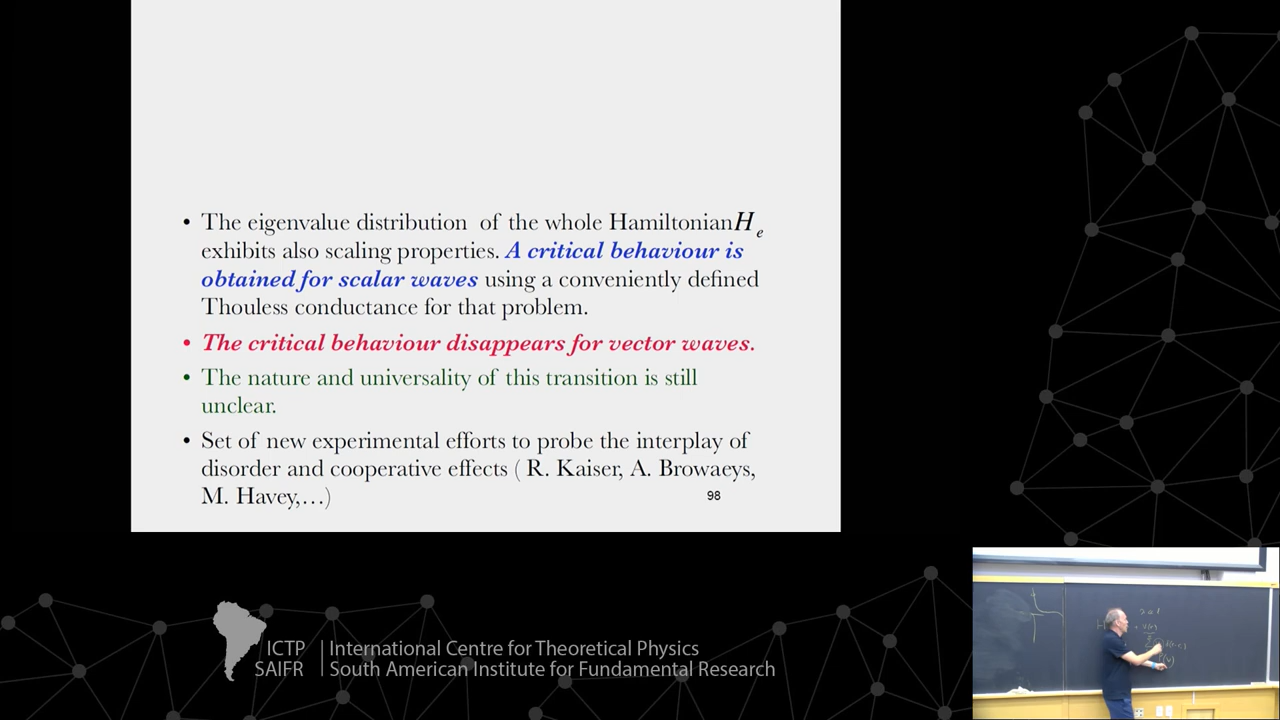 • The eigenvalue distribution of the whole Hamiltonian H e
exhibits also scaling properties. A critical behaviour is
obtained for scalar waves using a conveniently defined
Thouless conductance for that problem.
• The critical behaviour disappears for vector waves.
• The nature and universality of this transition is still
unclear.
• Set of new experimental efforts to probe the interplay of
disorder and cooperative effects ( R. Kaiser, A. Browaeys,
M. Havey,...)
98
ICTP
SAIFR
International Centre for Theoretical Physics
South American Institute for Fundamental Research